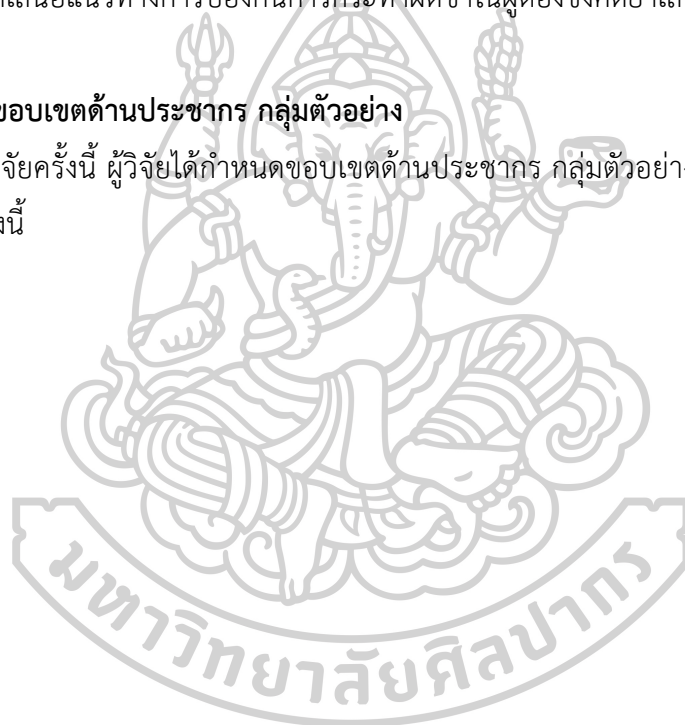 ขอบเขตด้านประชากร กลุ่มตัวอย่าง
จัยครั้งนี้ ผู้วิจัยได้กำหนดขอบเขตด้านประชากร กลุ่มตัวอย่า
งนี้
มหาวิทยาลัยศิลปากร